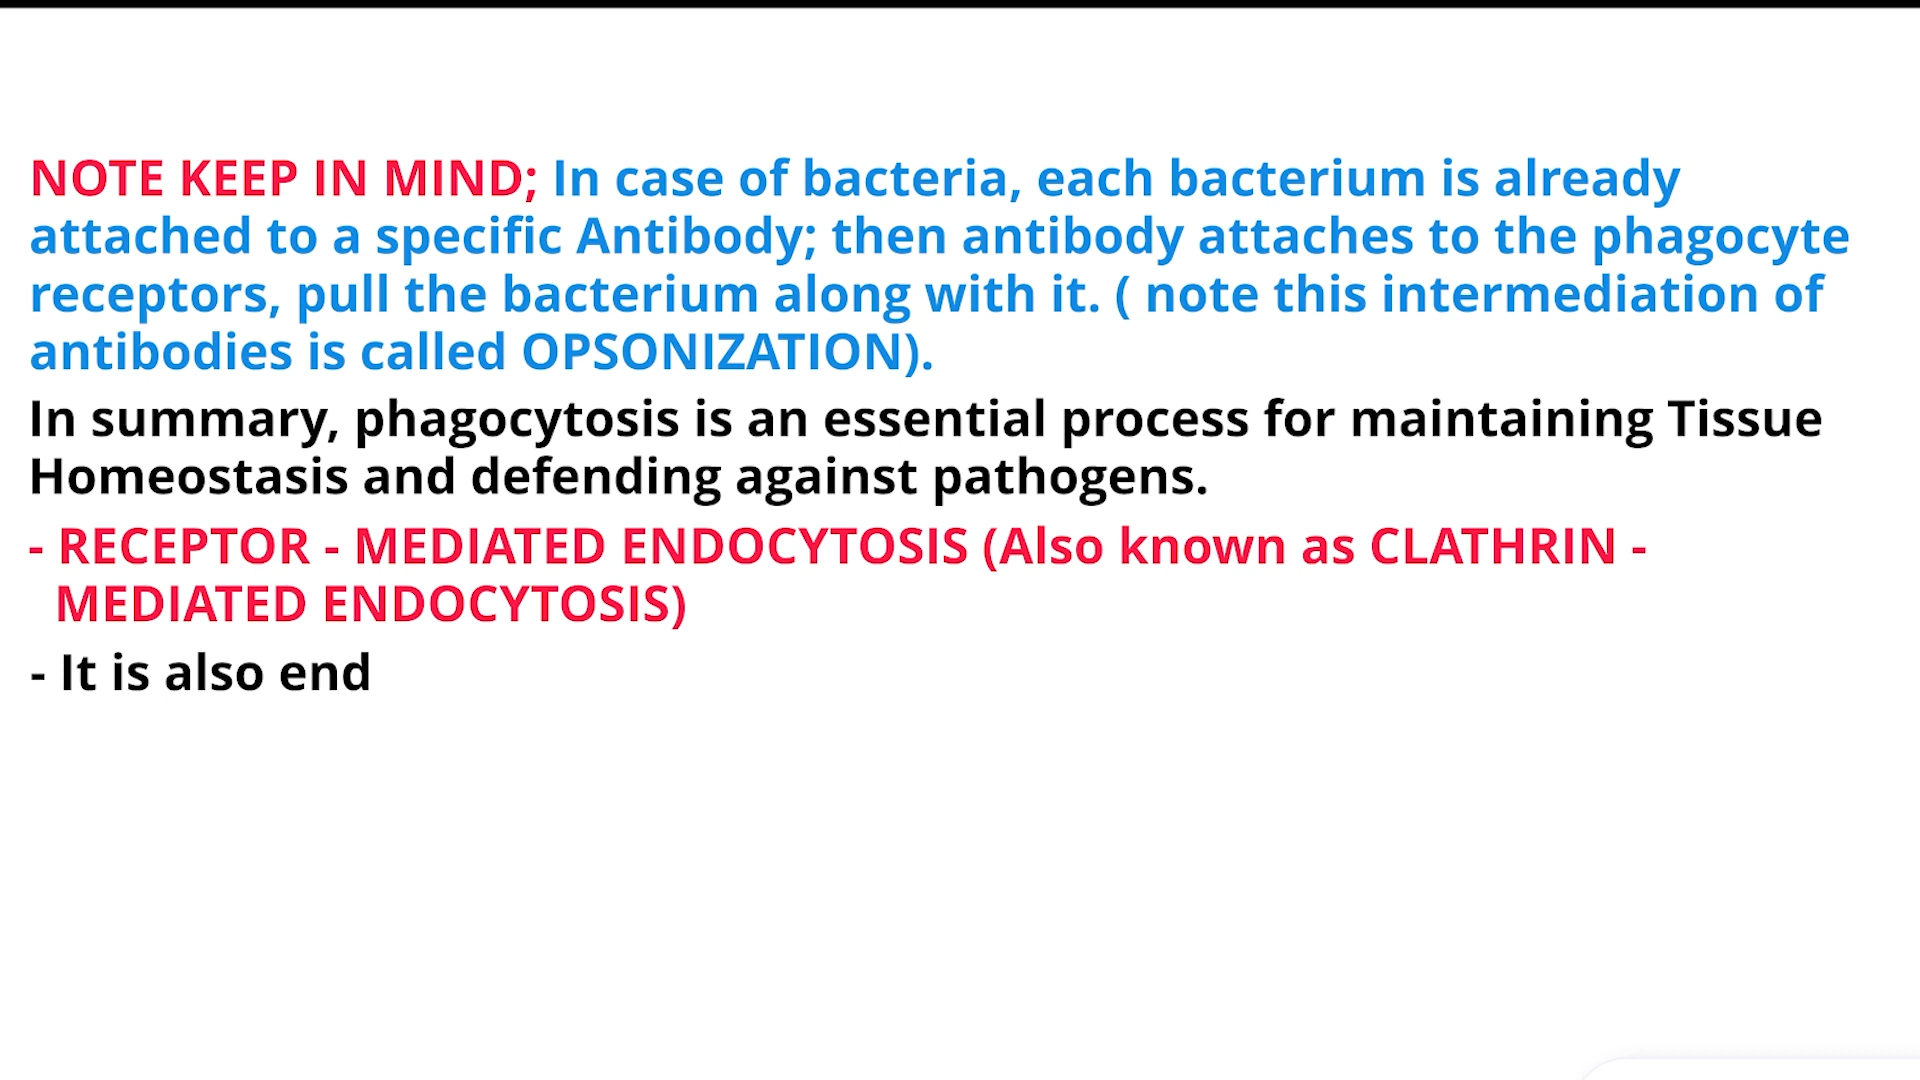 NOTE KEEP IN MIND; In case of bacteria, each bacterium is already
attached to a specific Antibody; then antibody attaches to the phagocyte
receptors, pull the bacterium along with it. ( note this intermediation of
antibodies is called OPSONIZATION).
In summary, phagocytosis is an essential process for maintaining Tissue
Homeostasis and defending against pathogens.
- RECEPTOR - MEDIATED ENDOCYTOSIS (Also known as CLATHRIN -
MEDIATED ENDOCYTOSIS)
- It is also end